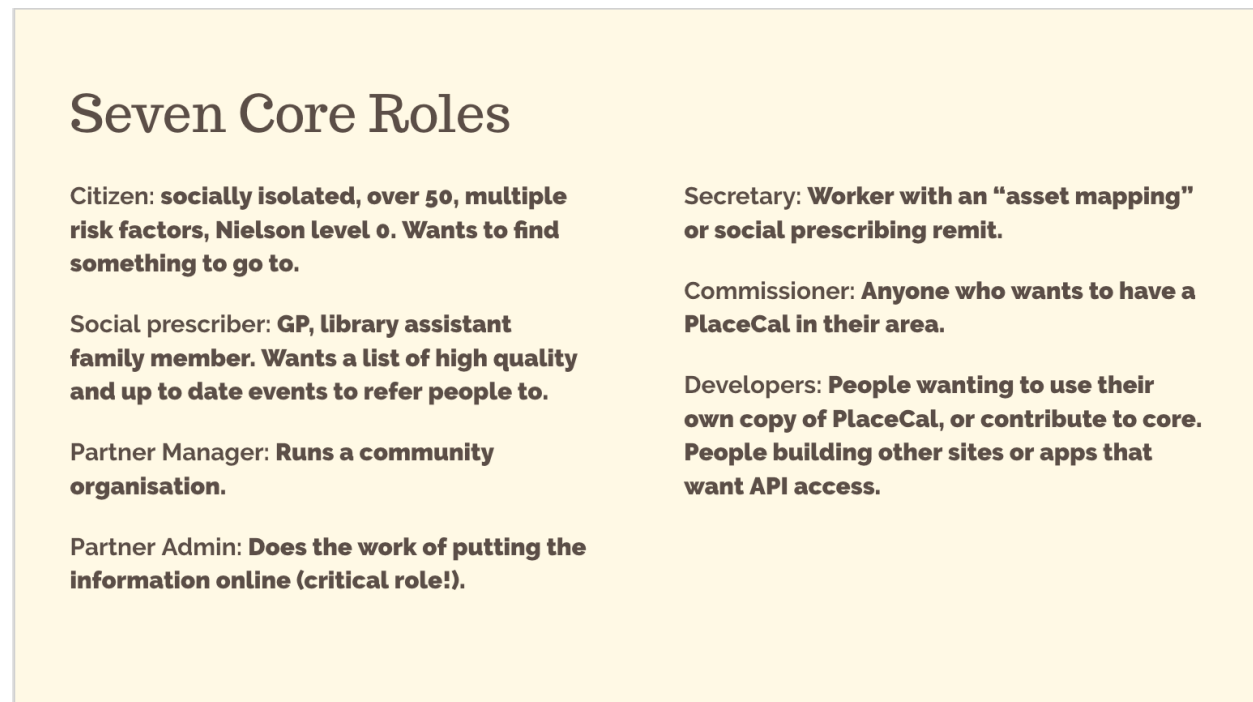 Seven Core Roles
Citizen: socially isolated, over 50, multiple
risk factors, Nielson level 0. Wants to find
something to go to.
Social prescriber: GP, library assistant
family member. Wants a list of high quality
and up to date events to refer people to.
Partner Manager: Runs a community
organisation.
Partner Admin: Does the work of putting the
information online (critical role!).
Secretary: Worker with an “asset mapping”
or social prescribing remit.
Commissioner: Anyone who wants to have a
PlaceCal in their area.
Developers: People wanting to use their
own copy of PlaceCal, or contribute to core.
People building other sites or apps that
want API access.